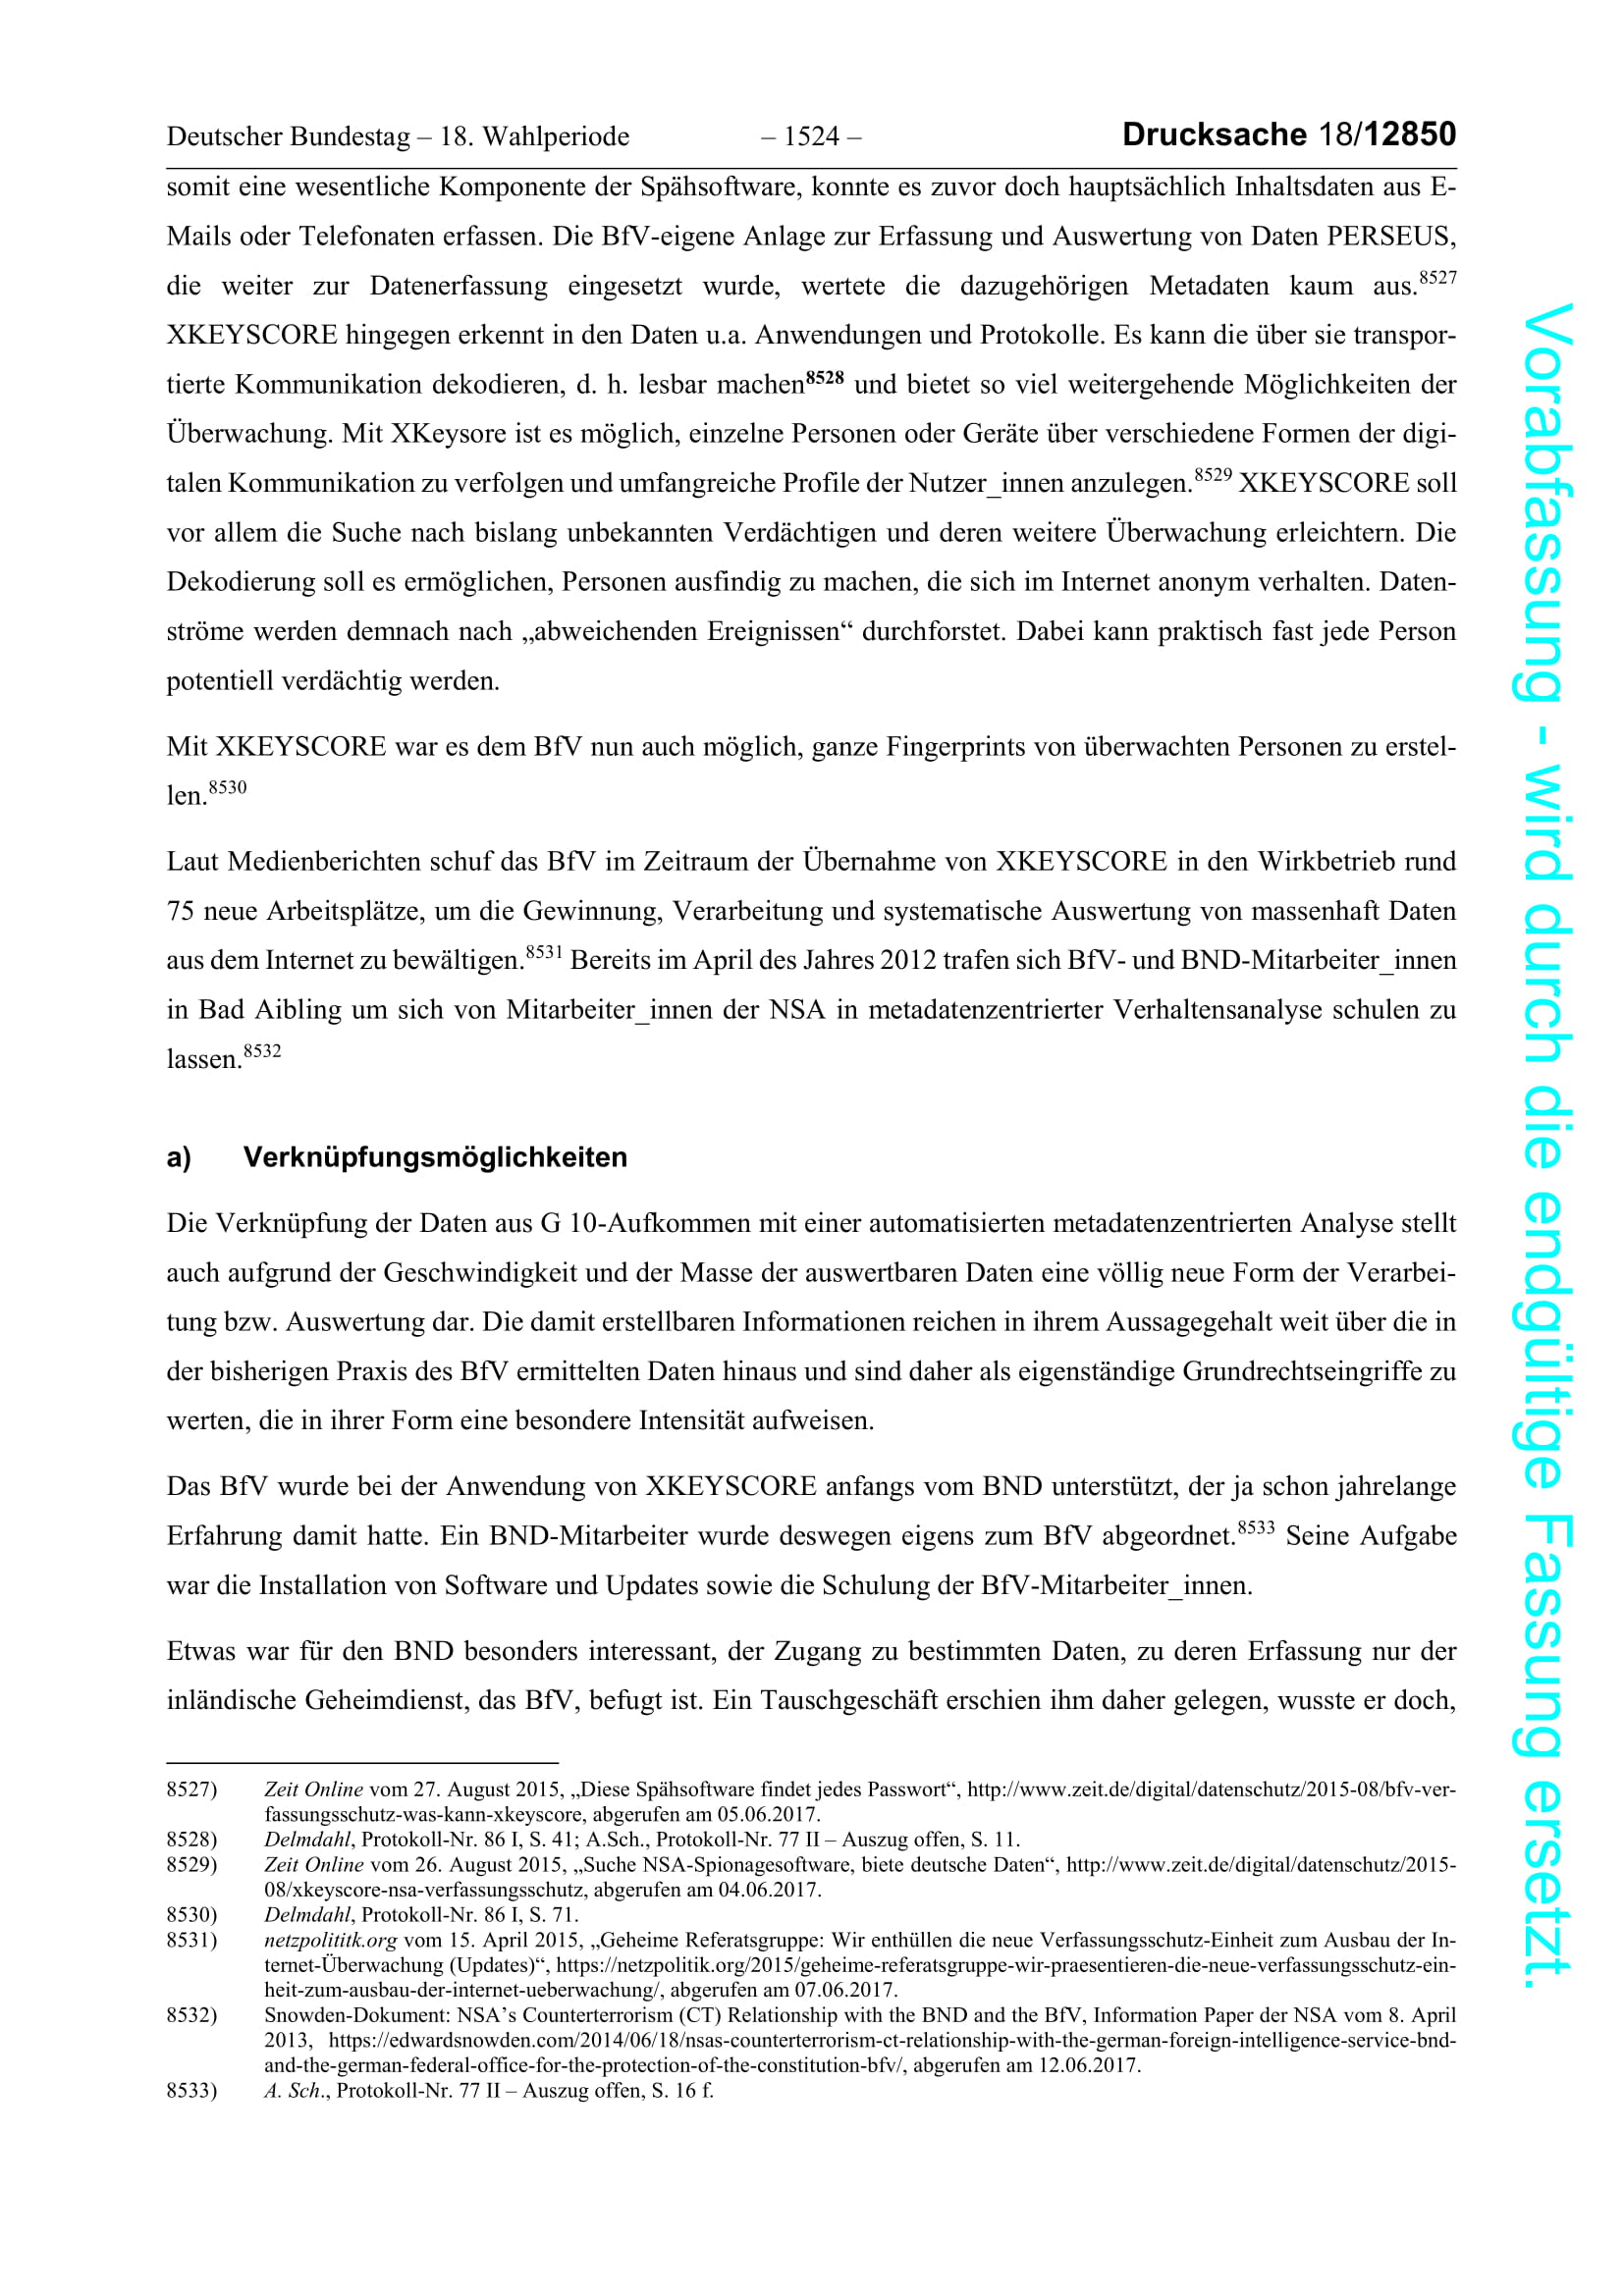 Deutscher Bundestag – 18. Wahlperiode – 1524 – Drucksache 18/12850
somit eine wesentliche Komponente der Spähsoftware, konnte es zuvor doch hauptsächlich Inhaltsdaten aus E-
Mails oder Telefonaten erfassen. Die BfV-eigene Anlage zur Erfassung und Auswertung von Daten PERSEUS,
die weiter zur Datenerfassung eingesetzt wurde, wertete die dazugehörigen Metadaten kaum aus.8527
XKEYSCORE hingegen erkennt in den Daten u.a. Anwendungen und Protokolle. Es kann die über sie transpor-
tierte Kommunikation dekodieren, d. h. lesbar machen8528 und bietet so viel weitergehende Möglichkeiten der
Überwachung. Mit XKeysore ist es möglich, einzelne Personen oder Geräte über verschiedene Formen der digi-
talen Kommunikation zu verfolgen und umfangreiche Profile der Nutzer_innen anzulegen.8529 XKEYSCORE soll
vor allem die Suche nach bislang unbekannten Verdächtigen und deren weitere Überwachung erleichtern. Die
Dekodierung soll es ermöglichen, Personen ausfindig zu machen, die sich im Internet anonym verhalten. Daten-
ströme werden demnach nach „abweichenden Ereignissen“ durchforstet. Dabei kann praktisch fast jede Person
potentiell verdächtig werden.
Mit XKEYSCORE war es dem BfV nun auch möglich, ganze Fingerprints von überwachten Personen zu erstel-
len.8530
Laut Medienberichten schuf das BfV im Zeitraum der Übernahme von XKEYSCORE in den Wirkbetrieb rund
75 neue Arbeitsplätze, um die Gewinnung, Verarbeitung und systematische Auswertung von massenhaft Daten
aus dem Internet zu bewältigen.8531 Bereits im April des Jahres 2012 trafen sich BfV- und BND-Mitarbeiter_innen
in Bad Aibling um sich von Mitarbeiter_innen der NSA in metadatenzentrierter Verhaltensanalyse schulen zu
lassen.8532
a) Verknüpfungsmöglichkeiten
Die Verknüpfung der Daten aus G 10-Aufkommen mit einer automatisierten metadatenzentrierten Analyse stellt
auch aufgrund der Geschwindigkeit und der Masse der auswertbaren Daten eine völlig neue Form der Verarbei-
tung bzw. Auswertung dar. Die damit erstellbaren Informationen reichen in ihrem Aussagegehalt weit über die in
der bisherigen Praxis des BfV ermittelten Daten hinaus und sind daher als eigenständige Grundrechtseingriffe zu
werten, die in ihrer Form eine besondere Intensität aufweisen.
Das BfV wurde bei der Anwendung von XKEYSCORE anfangs vom BND unterstützt, der ja schon jahrelange
Erfahrung damit hatte. Ein BND-Mitarbeiter wurde deswegen eigens zum BfV abgeordnet.8533 Seine Aufgabe
war die Installation von Software und Updates sowie die Schulung der BfV-Mitarbeiter_innen.
Etwas war für den BND besonders interessant, der Zugang zu bestimmten Daten, zu deren Erfassung nur der
inländische Geheimdienst, das BfV, befugt ist. Ein Tauschgeschäft erschien ihm daher gelegen, wusste er doch,
8527) Zeit Online vom 27. August 2015, „Diese Spähsoftware findet jedes Passwort“, http://www.zeit.de/digital/datenschutz/2015-08/bfv-ver-
fassungsschutz-was-kann-xkeyscore, abgerufen am 05.06.2017.
8528) Delmdahl, Protokoll-Nr. 86 I, S. 41; A.Sch., Protokoll-Nr. 77 II – Auszug offen, S. 11.
8529) Zeit Online vom 26. August 2015, „Suche NSA-Spionagesoftware, biete deutsche Daten“, http://www.zeit.de/digital/datenschutz/2015-
08/xkeyscore-nsa-verfassungsschutz, abgerufen am 04.06.2017.
8530) Delmdahl, Protokoll-Nr. 86 I, S. 71.
8531) netzpolititk.org vom 15. April 2015, „Geheime Referatsgruppe: Wir enthüllen die neue Verfassungsschutz-Einheit zum Ausbau der In-
ternet-Überwachung (Updates)“, https://netzpolitik.org/2015/geheime-referatsgruppe-wir-praesentieren-die-neue-verfassungsschutz-ein-
heit-zum-ausbau-der-internet-ueberwachung/, abgerufen am 07.06.2017.
8532) Snowden-Dokument: NSA’s Counterterrorism (CT) Relationship with the BND and the BfV, Information Paper der NSA vom 8. April
2013, https://edwardsnowden.com/2014/06/18/nsas-counterterrorism-ct-relationship-with-the-german-foreign-intelligence-service-bnd-
and-the-german-federal-office-for-the-protection-of-the-constitution-bfv/, abgerufen am 12.06.2017.
8533) A. Sch., Protokoll-Nr. 77 II – Auszug offen, S. 16 f.
Vorabfassung - wird durch die endgültige Fassung ersetzt.